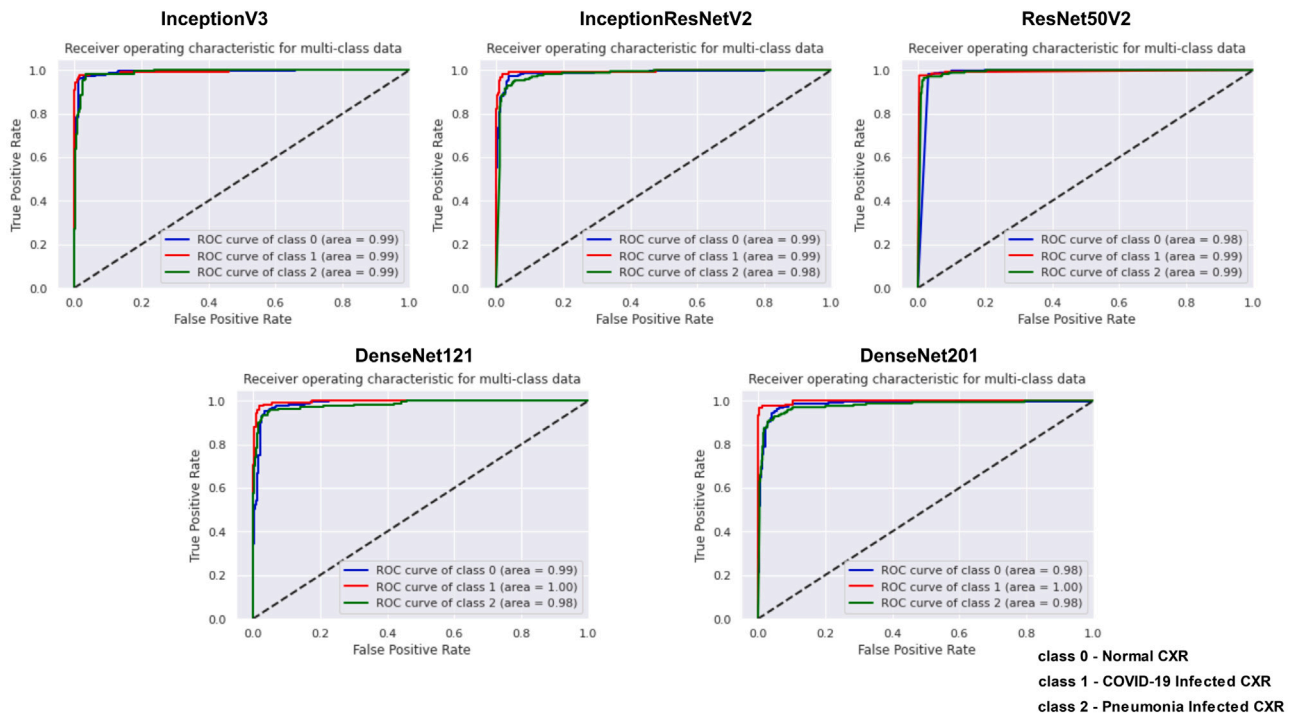 InceptionV3
Receiver operating characteristic for multi-class data
True Positive Rate
1.0
0.8
0.6
0.4
0.2
0.0
ROC curve of class 0 (area = 0.99)
ROC curve of class 1 (area = 0.99)
ROC curve of class 2 (area = 0.99)
0.0 0.2 0.4 0.6 0.8 1.0
False Positive Rate
InceptionResNetV2
Receiver operating characteristic for multi-class data
True Positive Rate
1.0
0.8
0.6
0.4
0.2
0.0
ROC curve of class 0 (area = 0.99)
ROC curve of class 1 (area = 0.99)
ROC curve of class 2 (area = 0.98)
0.0 0.2 0.4 0.6 0.8 1.0
False Positive Rate
ResNet50V2
Receiver operating characteristic for multi-class data
True Positive Rate
1.0
0.8
0.6
0.4
0.2
0.0
ROC curve of class 0 (area = 0.98)
ROC curve of class 1 (area = 0.99)
ROC curve of class 2 (area = 0.99)
0.0 0.2 0.4 0.6 0.8 1.0
False Positive Rate
DenseNet121
Receiver operating characteristic for multi-class data
True Positive Rate
1.0
0.8
0.6
0.4
0.2
0.0
ROC curve of class 0 (area = 0.99)
ROC curve of class 1 (area = 1.00)
ROC curve of class 2 (area = 0.98)
0.0 0.2 0.4 0.6 0.8 1.0
False Positive Rate
DenseNet201
Receiver operating characteristic for multi-class data
True Positive Rate
1.0
0.8
0.6
0.4
0.2
0.0
ROC curve of class 0 (area = 0.98)
ROC curve of class 1 (area = 1.00)
ROC curve of class 2 (area = 0.98)
0.0 0.2 0.4 0.6 0.8 1.0
False Positive Rate
class 0 - Normal CXR
class 1 - COVID-19 Infected CXR
class 2 - Pneumonia Infected CXR